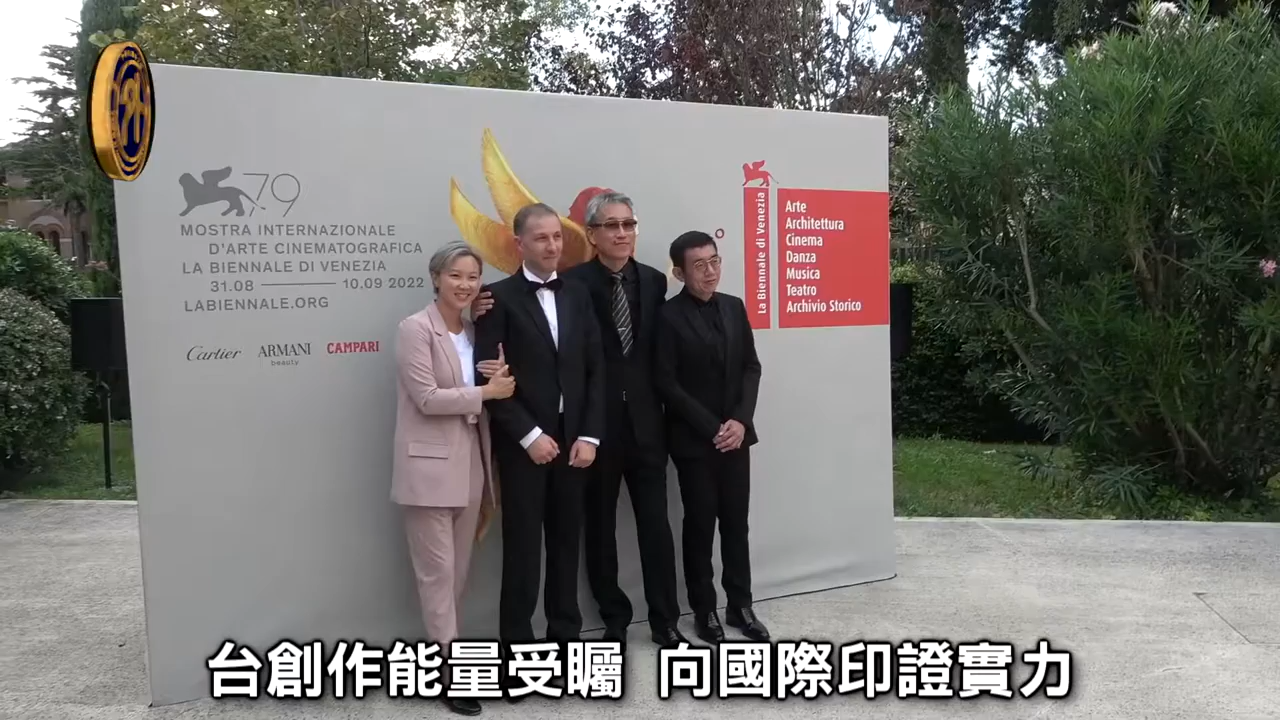 79
MOSTRA INTERNAZIONALE
D'ARTE CINEMATOGRAFICA
LA BIENNALE DI VENEZIA
31.08 — 10.09 2022
LABIENNALE.ORG
Cartier
ARMANI
beauty
CAMPARI
La Biennale di Venezia
Arte
Architettura
Cinema
Danza
Musica
Teatro
Archivio Storico
台創作能量受矚 向國際印證實力